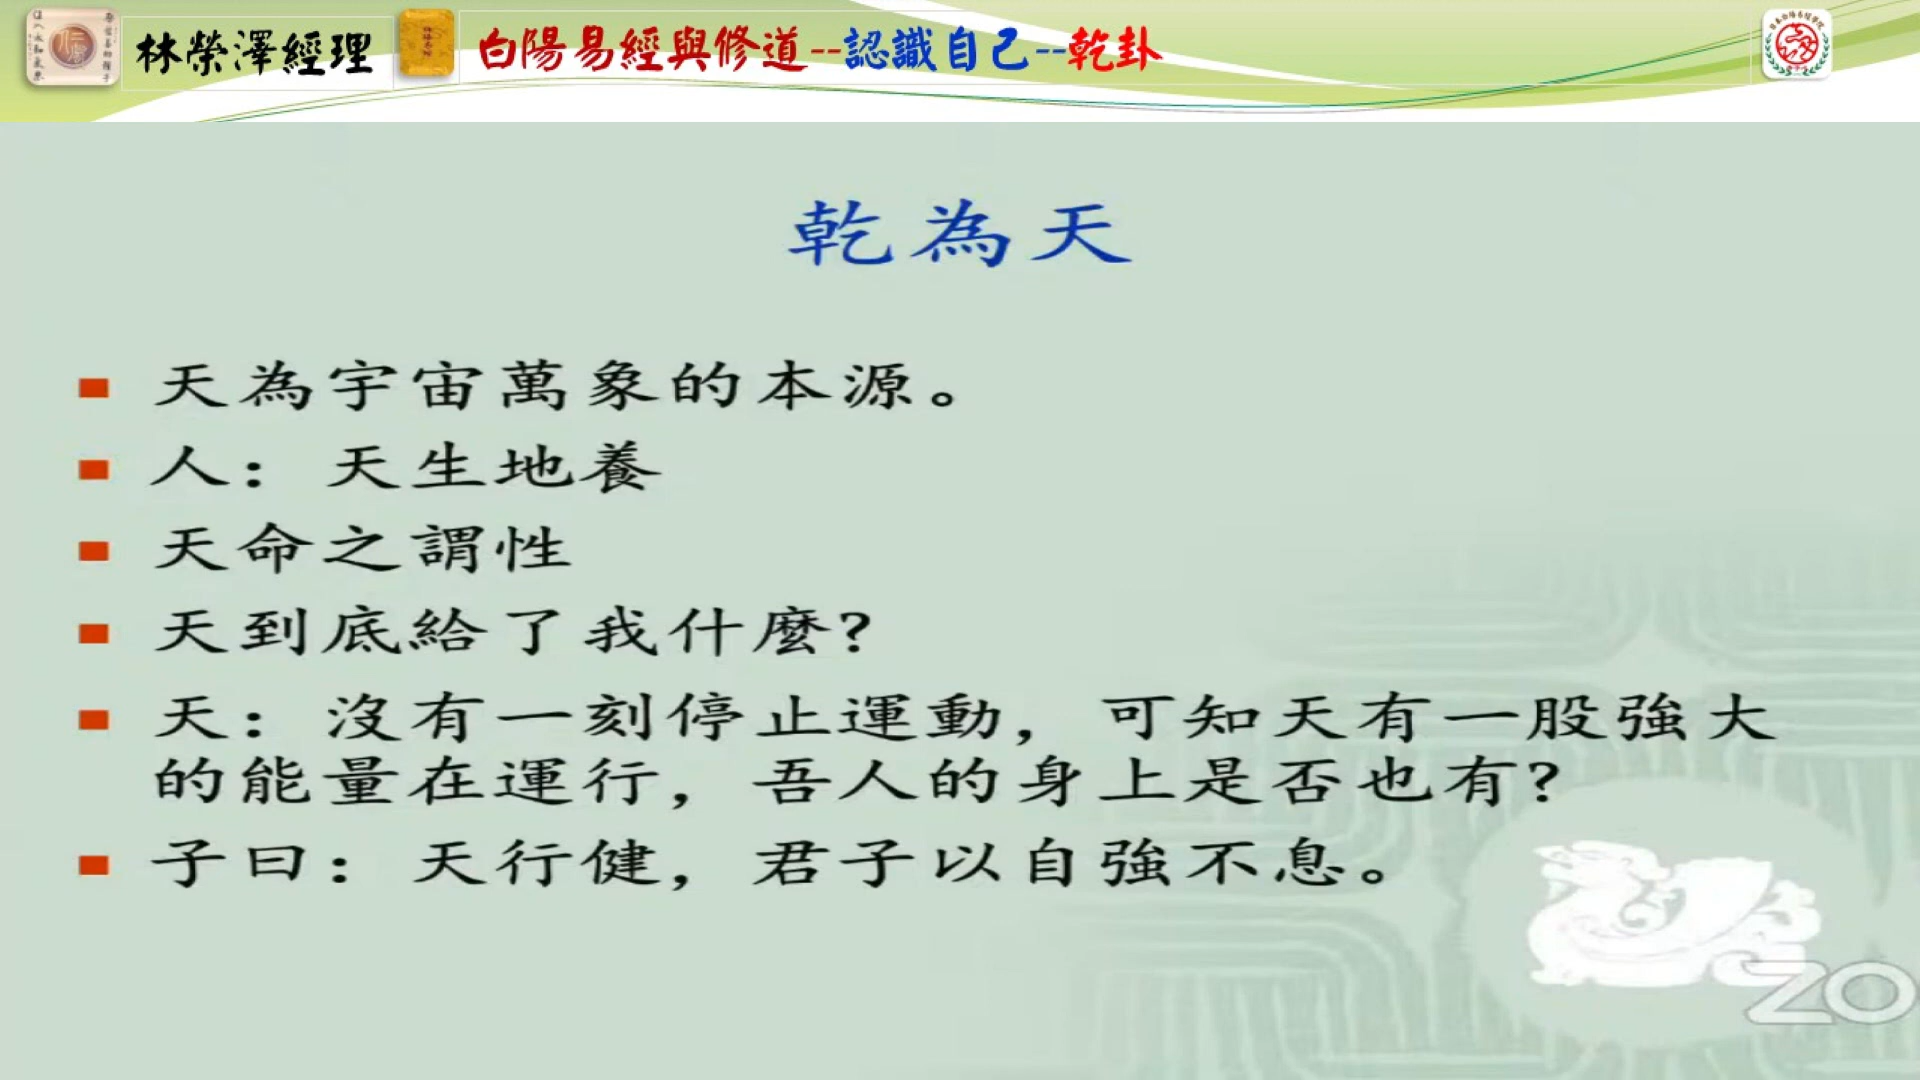 林榮澤經理 白陽易經與修道--認識自己--乾卦
乾為天
天為宇宙萬象的本源。
人：天生地養
天命之謂性
天到底給了我什麼?
天：沒有一刻停止運動，可知天有一股強大
的能量在運行，吾人的身上是否也有?
子曰：天行健，君子以自強不息。
ZO